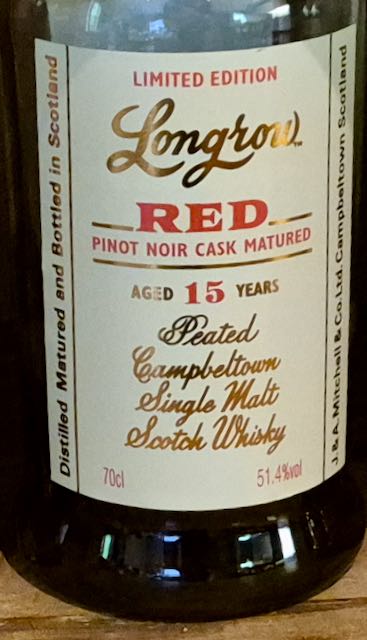 LIMITED EDITION
Longrow™
RED
PINOT NOIR CASK MATURED
AGED 15 YEARS
Peated
Campbeltown
Single Malt
Scotch Whisky
70cl 51.4%vol
Distilled Matured and Bottled in Scotland
J.& A. Mitchell & Co. Ltd. Campbeltown Scotland